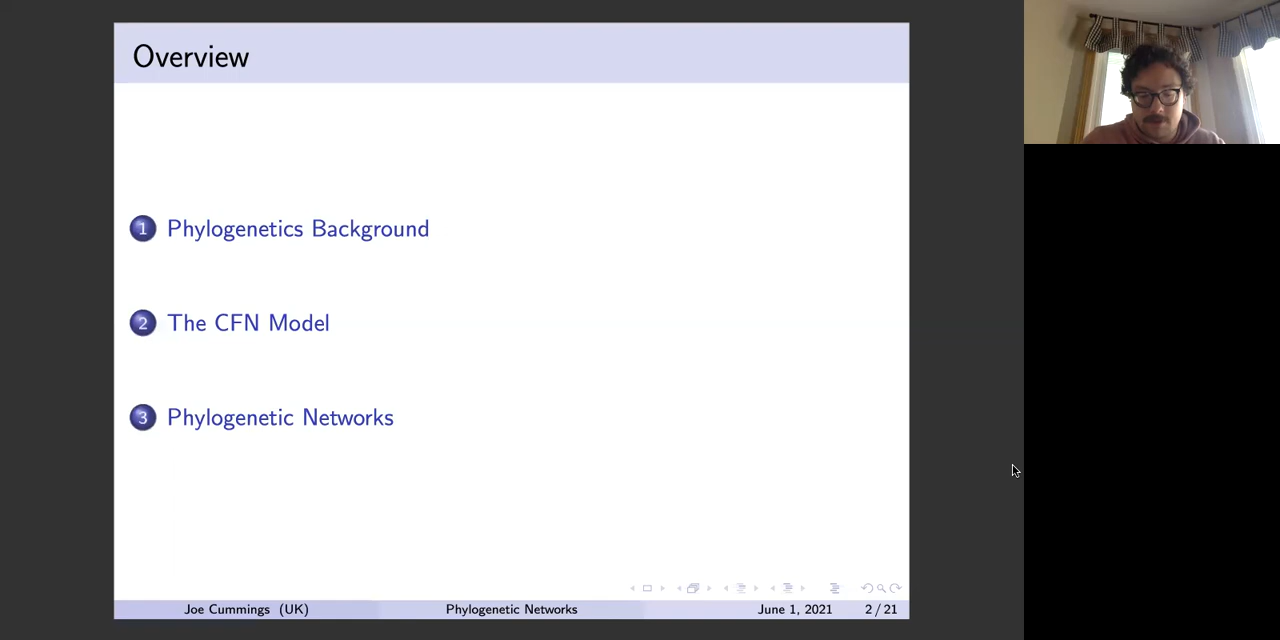 Overview
1 Phylogenetics Background
2 The CFN Model
3 Phylogenetic Networks
Joe Cummings (UK) Phylogenetic Networks June 1, 2021 2 / 21